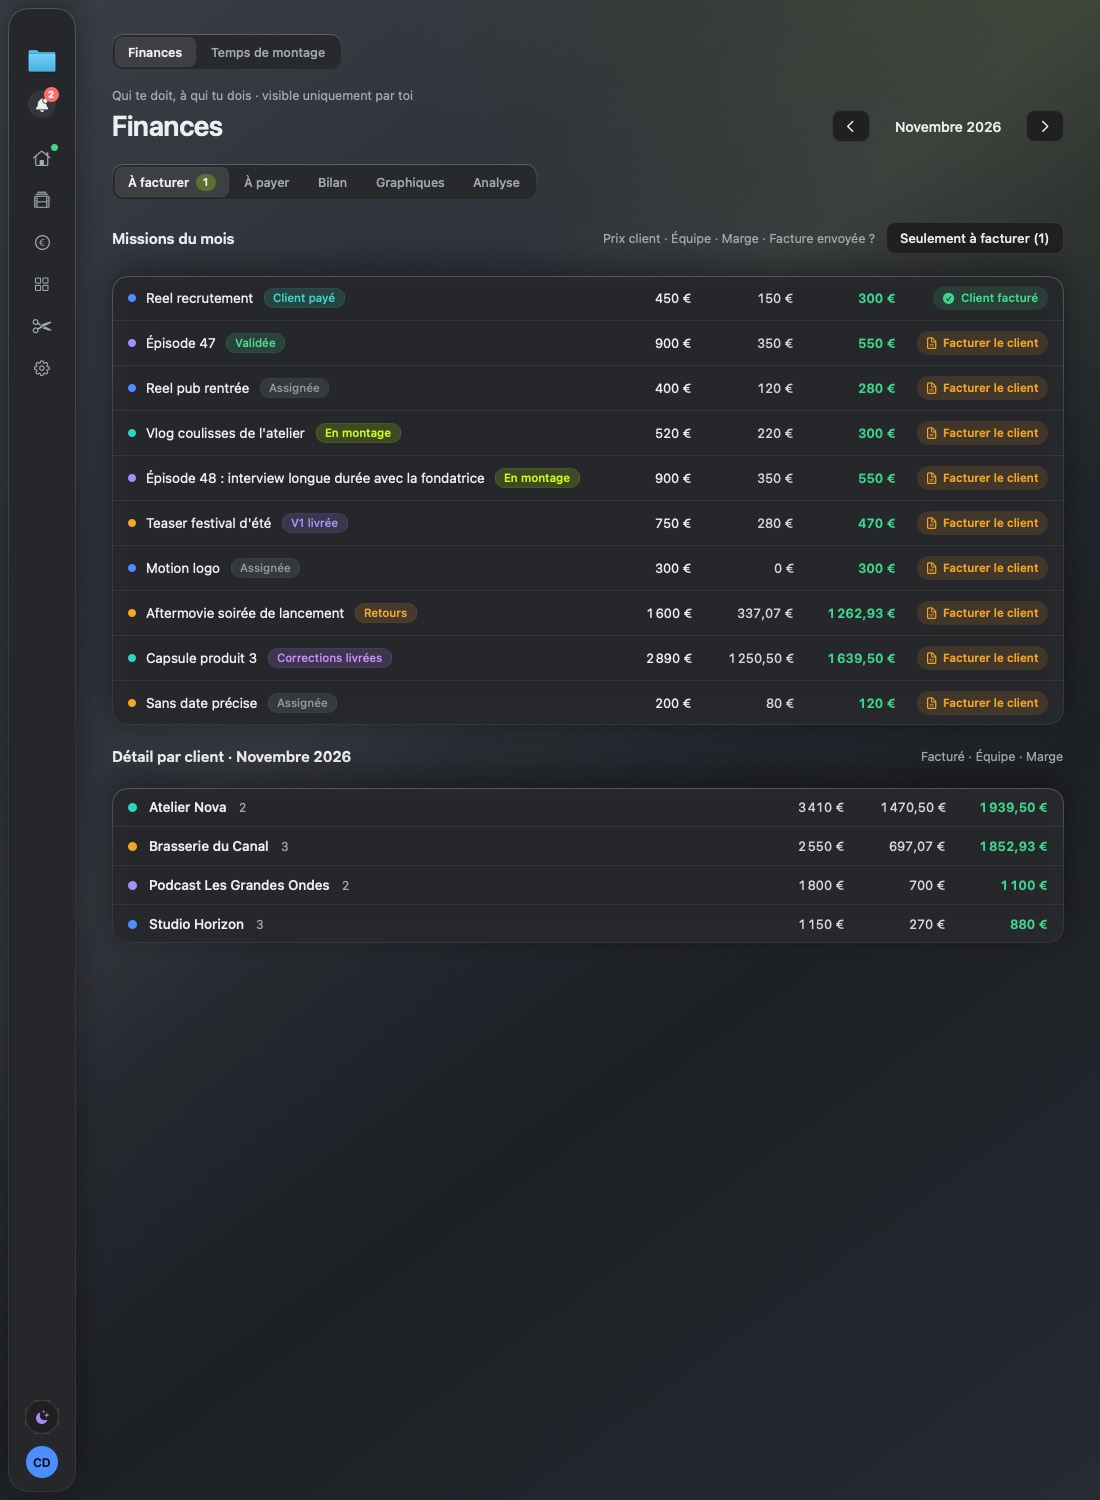 2
Finances Temps de montage
Qui te doit, à qui tu dois · visible uniquement par toi
Finances
Novembre 2026
À facturer 1 À payer Bilan Graphiques Analyse
Missions du mois Prix client · Équipe · Marge · Facture envoyée ? Seulement à facturer (1)
Reel recrutement Client payé 450 € 150 € 300 € Client facturé
Épisode 47 Validée 900 € 350 € 550 € Facturer le client
Reel pub rentrée Assignée 400 € 120 € 280 € Facturer le client
Vlog coulisses de l'atelier En montage 520 € 220 € 300 € Facturer le client
Épisode 48 : interview longue durée avec la fondatrice En montage 900 € 350 € 550 € Facturer le client
Teaser festival d'été V1 livrée 750 € 280 € 470 € Facturer le client
Motion logo Assignée 300 € 0 € 300 € Facturer le client
Aftermovie soirée de lancement Retours 1 600 € 337,07 € 1 262,93 € Facturer le client
Capsule produit 3 Corrections livrées 2 890 € 1 250,50 € 1 639,50 € Facturer le client
Sans date précise Assignée 200 € 80 € 120 € Facturer le client
Détail par client · Novembre 2026 Facturé · Équipe · Marge
Atelier Nova 2 3 410 € 1 470,50 € 1 939,50 €
Brasserie du Canal 3 2 550 € 697,07 € 1 852,93 €
Podcast Les Grandes Ondes 2 1 800 € 700 € 1 100 €
Studio Horizon 3 1 150 € 270 € 880 €
CD